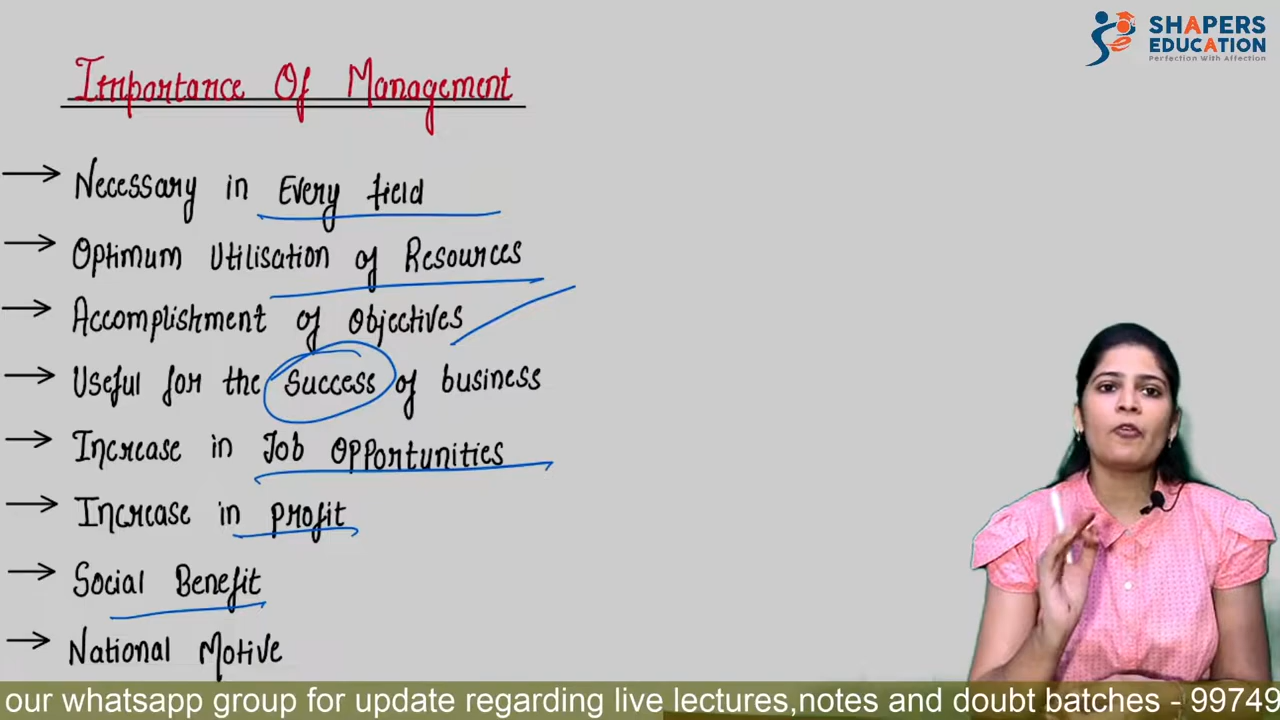 SHAPERS
EDUCATION
Perfection With Affection
Importance Of Management
→ Necessary in Every field
→ Optimum Utilisation of Resources
→ Accomplishment of Objectives
→ Useful for the success of business
→ Increase in Job Opportunities
→ Increase in profit
→ Social Benefit
→ National Motive
our whatsapp group for update regarding live lectures,notes and doubt batches - 99749